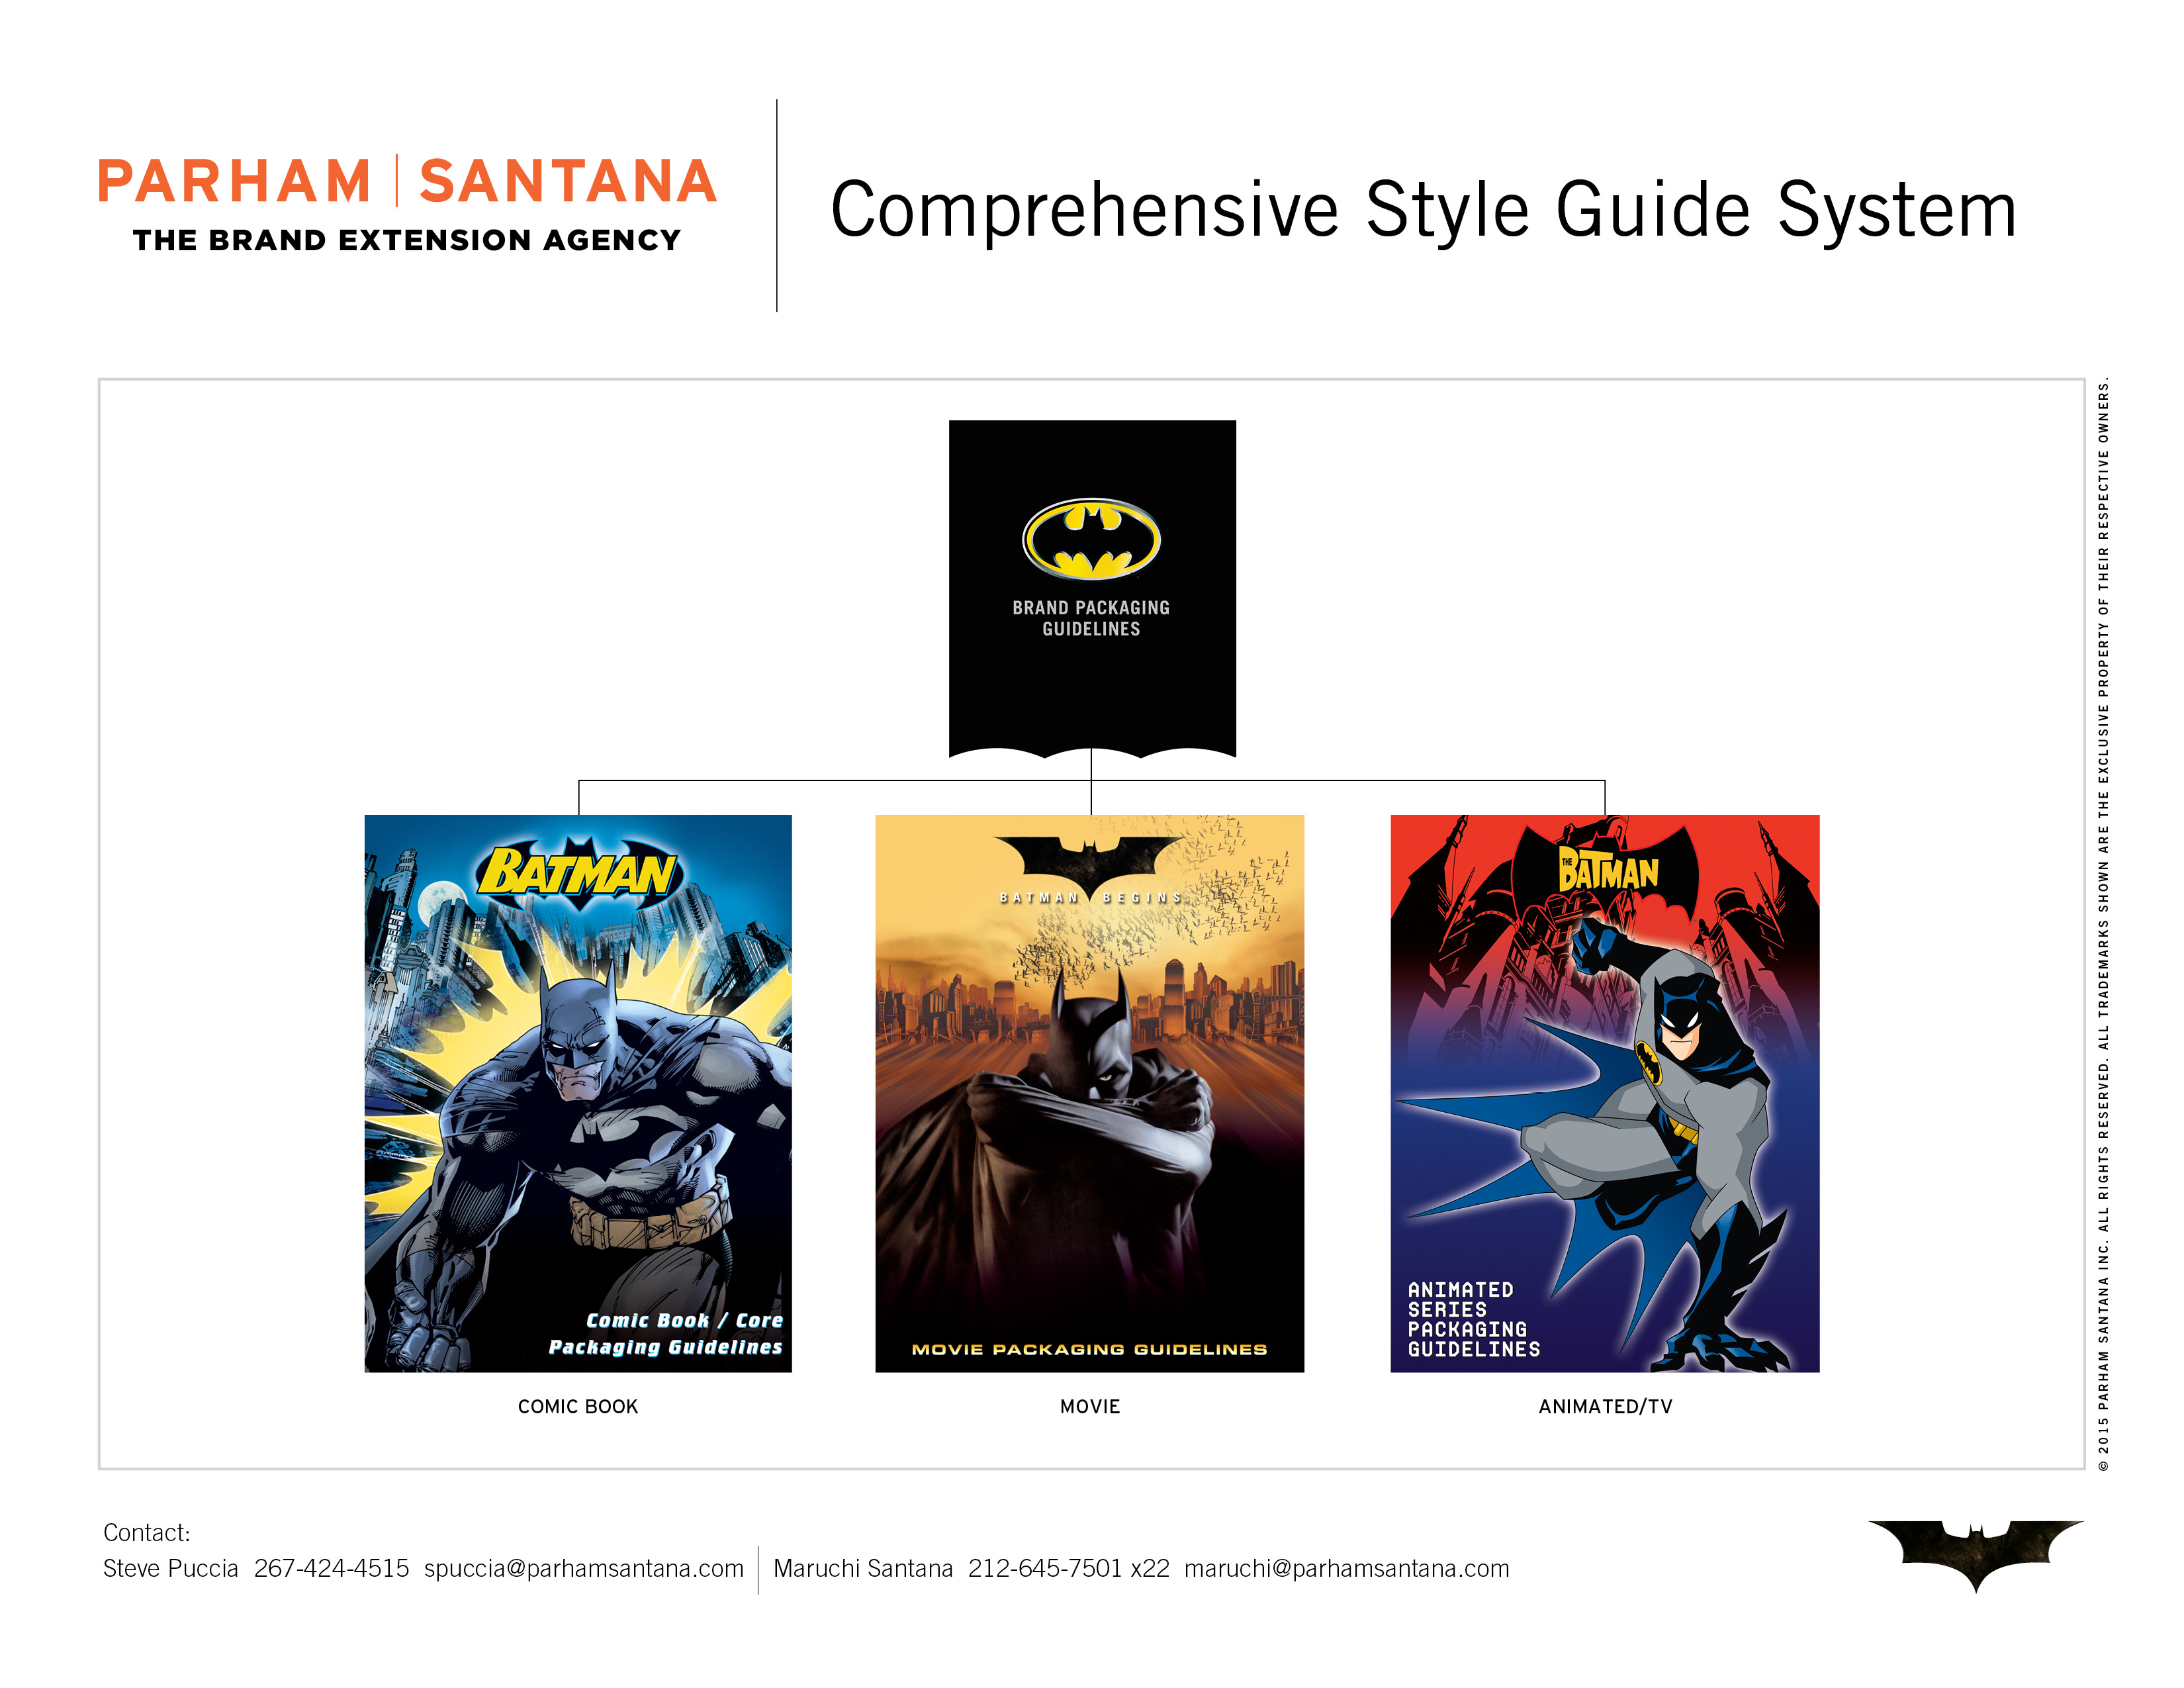 PARHAM | SANTANA
THE BRAND EXTENSION AGENCY
Comprehensive Style Guide System
BRAND PACKAGING
GUIDELINES
BATMAN
Comic Book / Core
Packaging Guidelines
COMIC BOOK
BATMAN BEGINS
MOVIE PACKAGING GUIDELINES
MOVIE
THE BATMAN
ANIMATED
SERIES
PACKAGING
GUIDELINES
ANIMATED/TV
© 2015 PARHAM SANTANA INC. ALL RIGHTS RESERVED. ALL TRADEMARKS SHOWN ARE THE EXCLUSIVE PROPERTY OF THEIR RESPECTIVE OWNERS.
Contact:
Steve Puccia 267-424-4515 spuccia@parhamsantana.com | Maruchi Santana 212-645-7501 x22 maruchi@parhamsantana.com